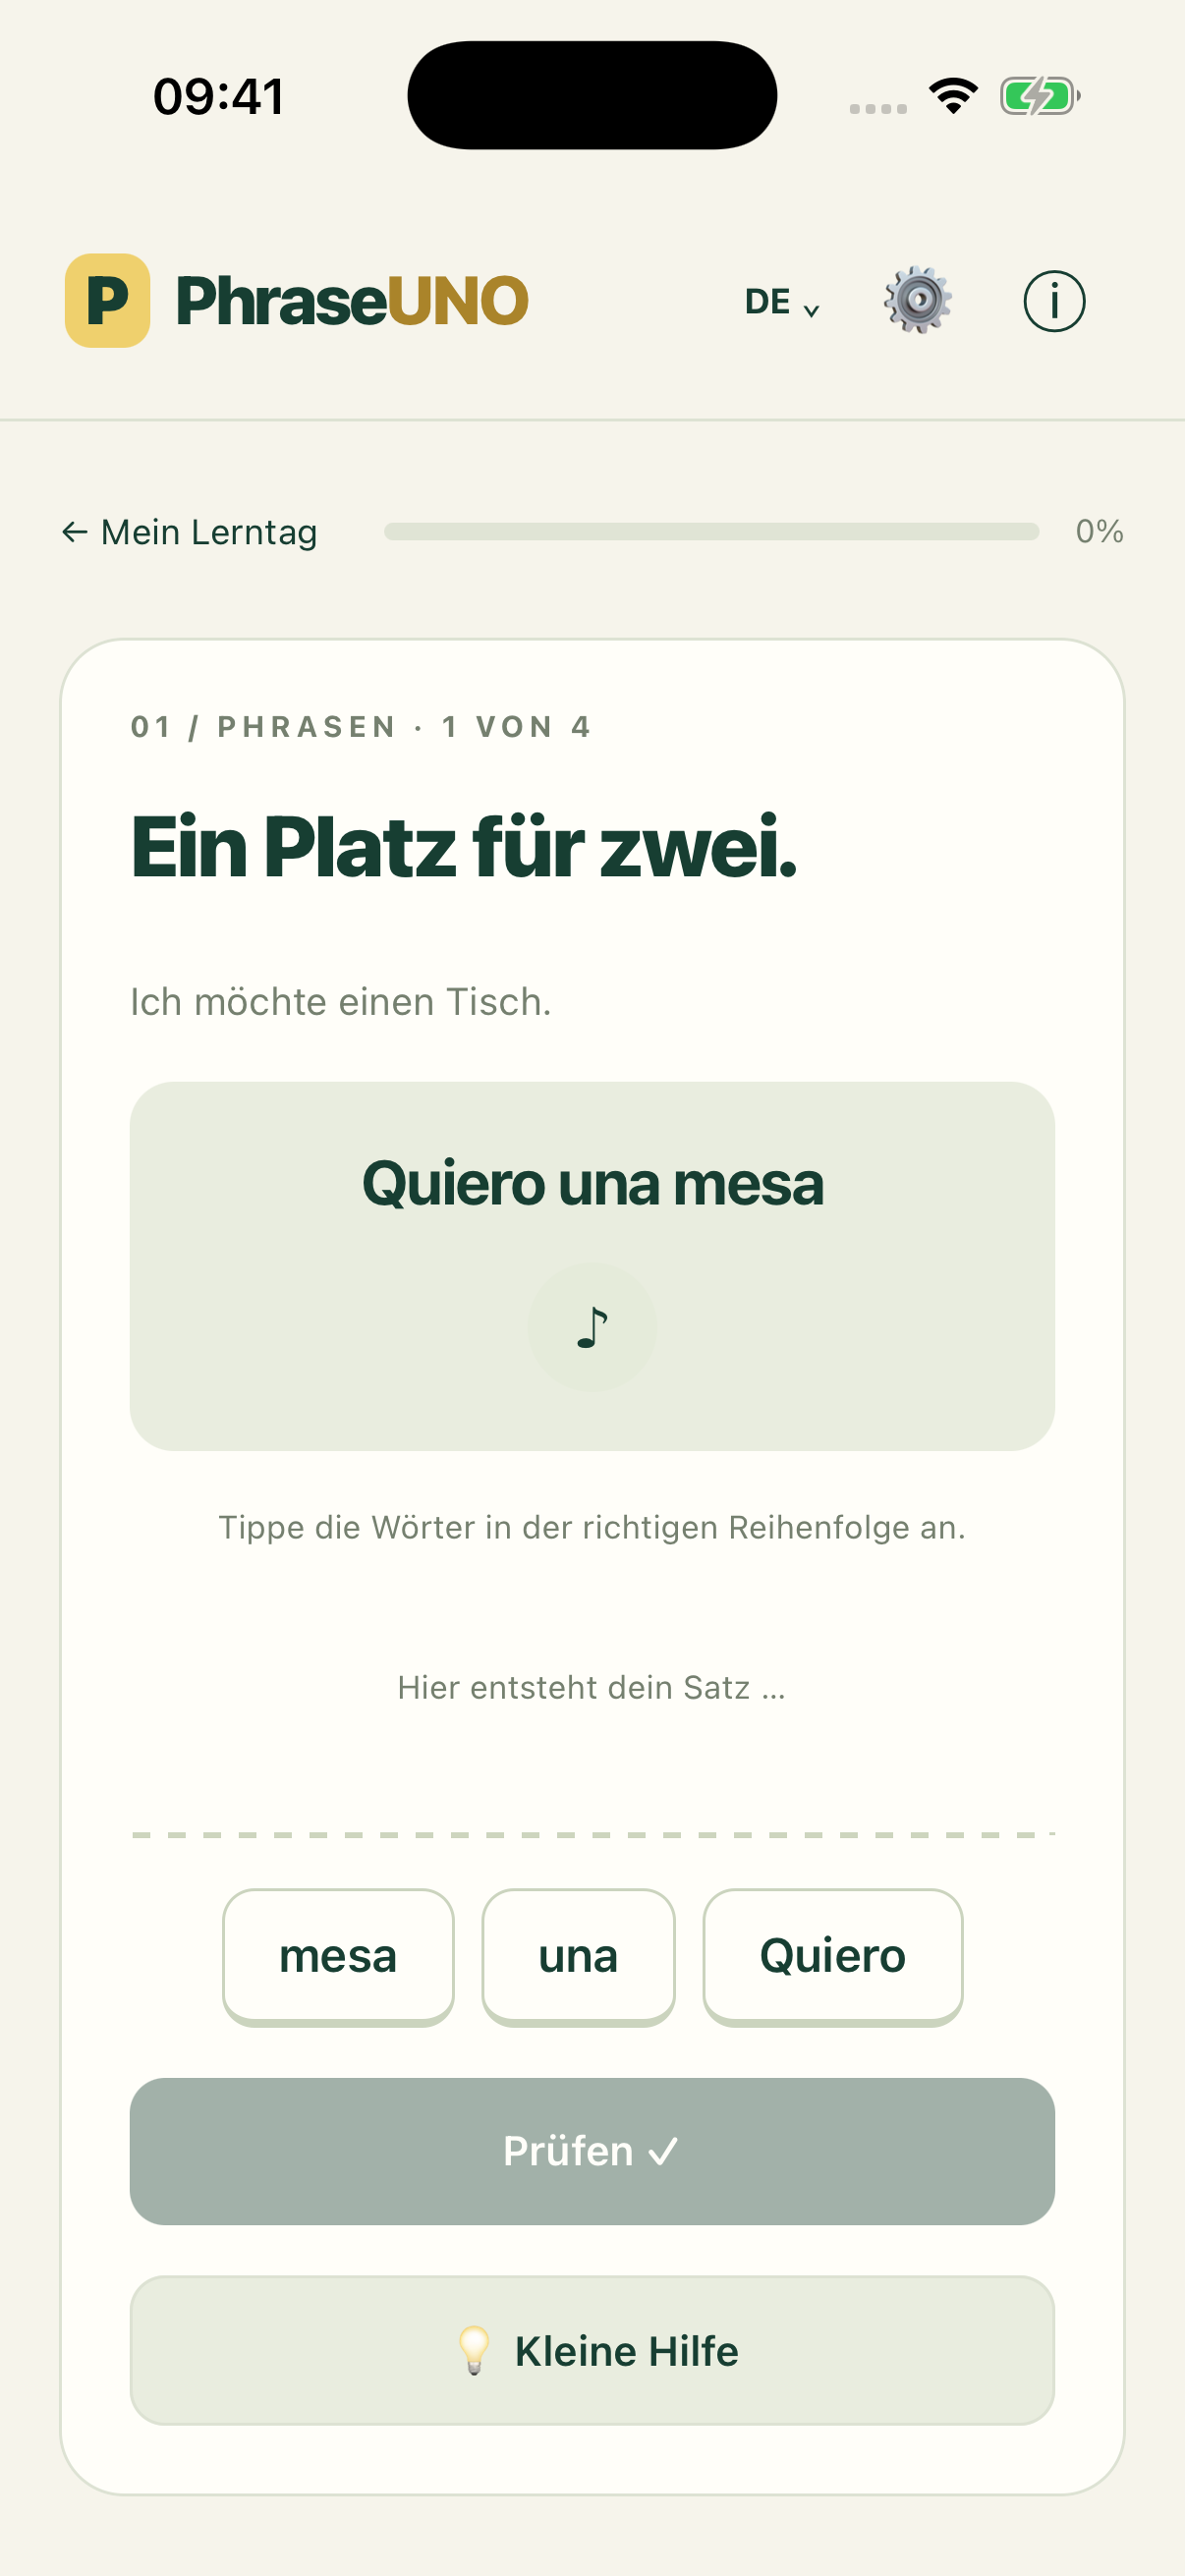 09:41
P PhraseUNO DE
← Mein Lerntag 0%
01 / PHRASEN · 1 VON 4
Ein Platz für zwei.
Ich möchte einen Tisch.
Quiero una mesa
♪
Tippe die Wörter in der richtigen Reihenfolge an.
Hier entsteht dein Satz ...
mesa una Quiero
Prüfen ✓
💡 Kleine Hilfe